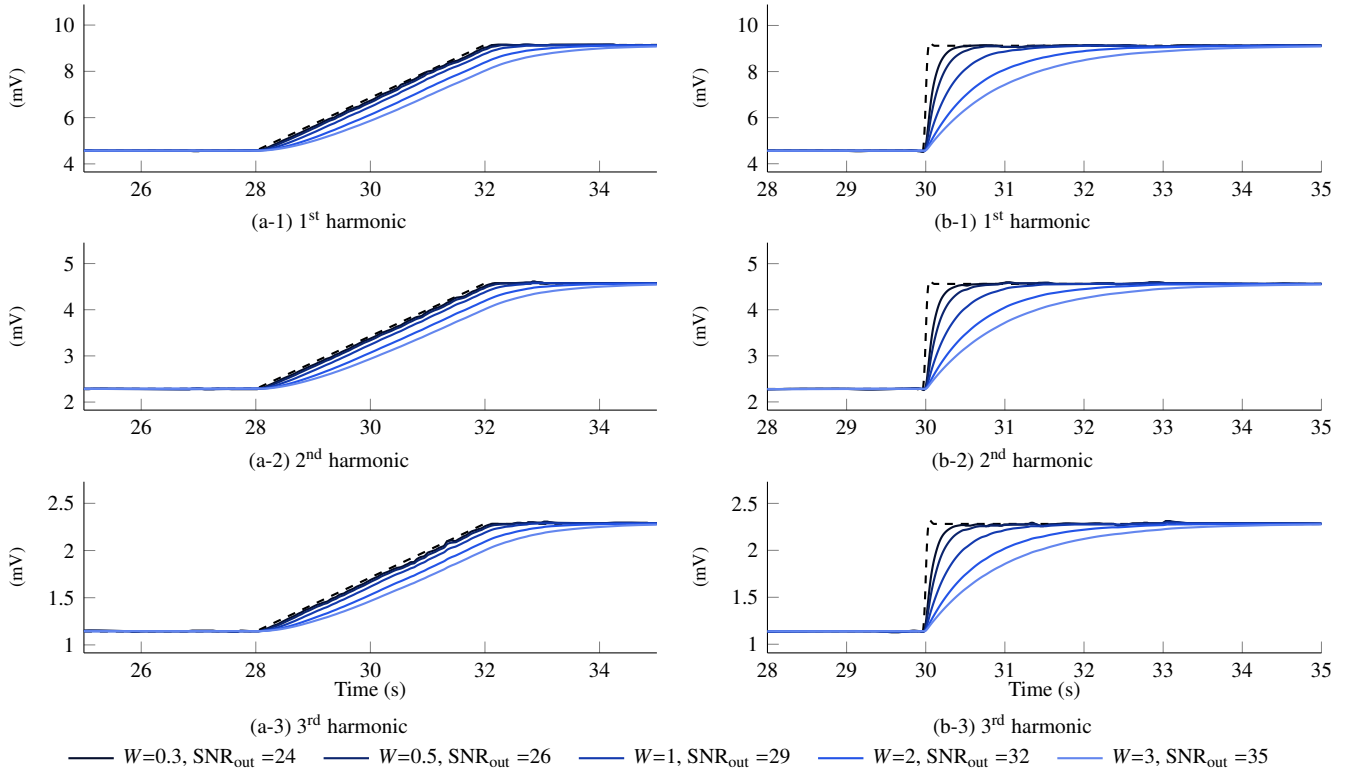 10
8
6
4
(mV)
26 28 30 32 34
(a-1) 1st harmonic
10
8
6
4
(mV)
28 29 30 31 32 33 34 35
(b-1) 1st harmonic
5
4
3
2
(mV)
26 28 30 32 34
(a-2) 2nd harmonic
5
4
3
2
(mV)
28 29 30 31 32 33 34 35
(b-2) 2nd harmonic
2.5
2
1.5
1
(mV)
26 28 30 32 34
Time (s)
(a-3) 3rd harmonic
2.5
2
1.5
1
(mV)
28 29 30 31 32 33 34 35
Time (s)
(b-3) 3rd harmonic
W=0.3, SNRout =24 W=0.5, SNRout =26 W=1, SNRout =29 W=2, SNRout =32 W=3, SNRout =35